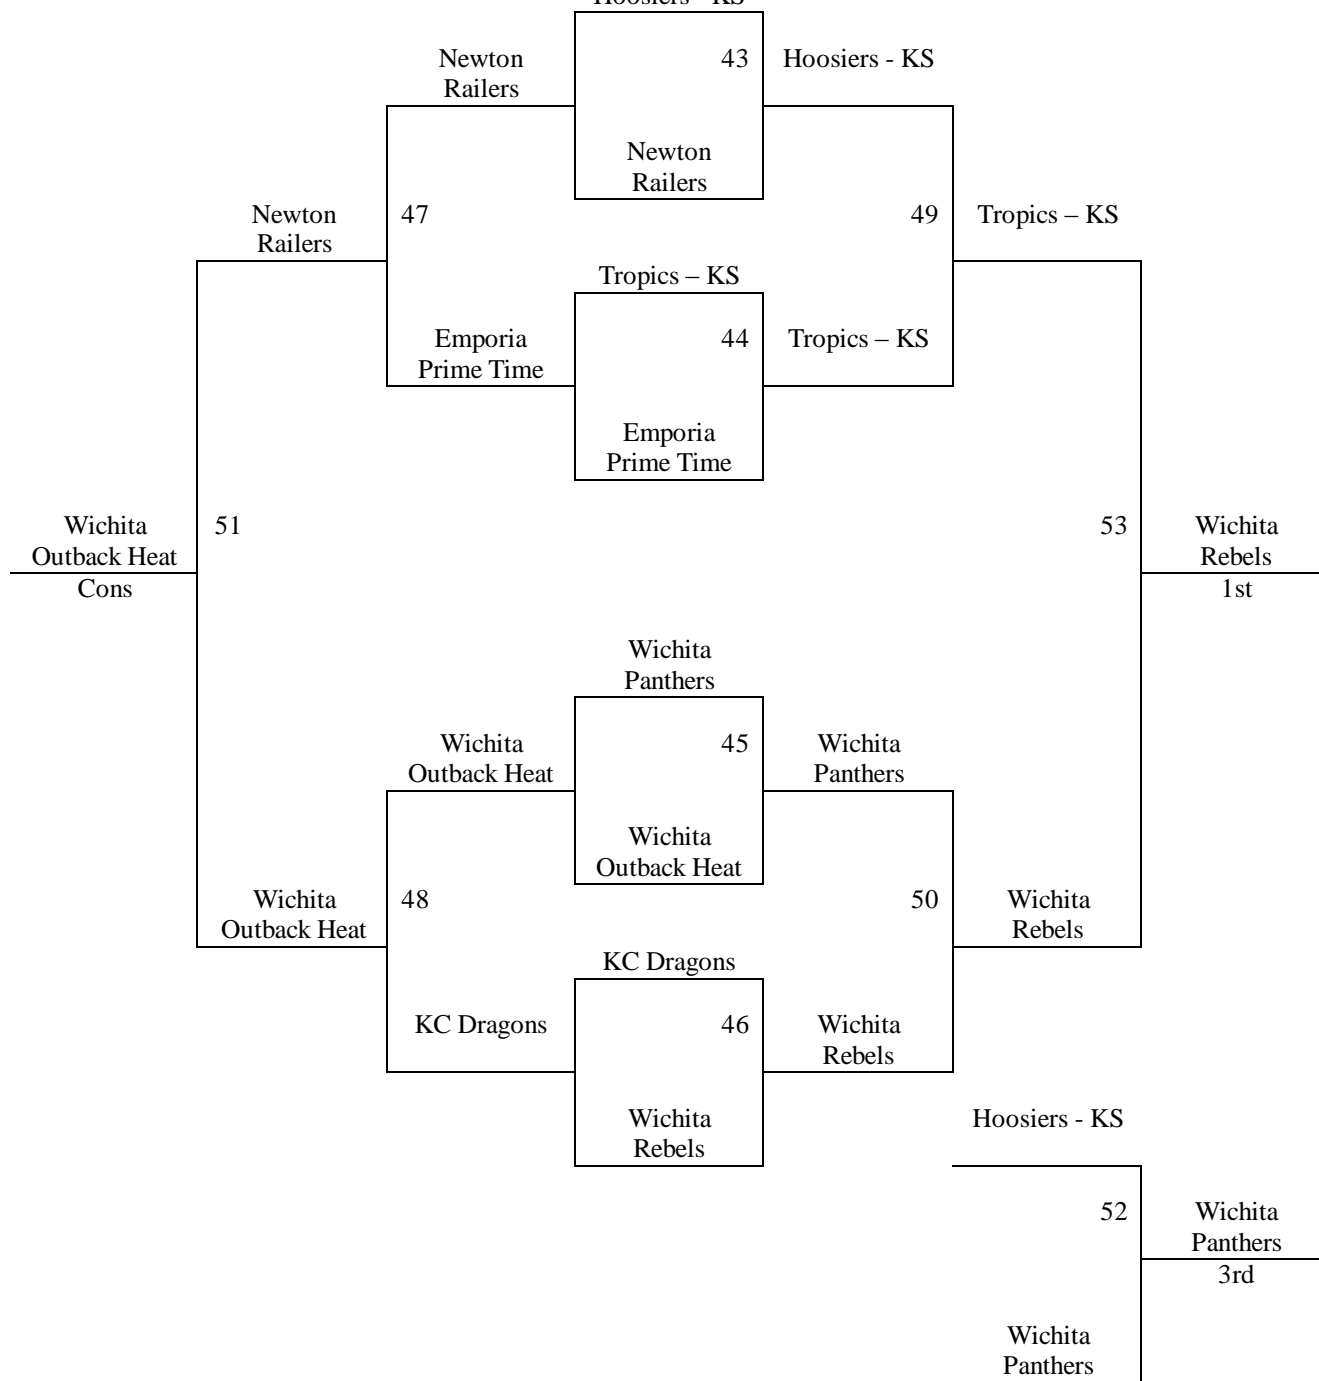 Hoosiers - KS
Newton
Railers
43
Hoosiers - KS
Newton
Railers
Newton
Railers
47
49
Tropics – KS
Tropics – KS
Emporia
Prime Time
44
Tropics – KS
Emporia
Prime Time
Wichita
Outback Heat
Cons
51
53
Wichita
Rebels
1st
Wichita
Panthers
Wichita
Outback Heat
45
Wichita
Panthers
Wichita
Outback Heat
Wichita
Outback Heat
48
50
Wichita
Rebels
KC Dragons
KC Dragons
46
Wichita
Rebels
Wichita
Rebels
Hoosiers - KS
52
Wichita
Panthers
3rd
Wichita
Panthers